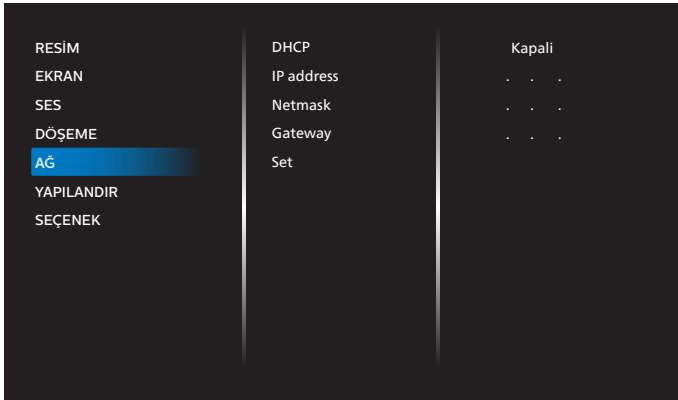 RESİM
EKRAN
SES
DÖŞEME
AĞ
YAPILANDIR
SEÇENEK
DHCP
IP address
Netmask
Gateway
Set
Kapali
. . .
. . .
. . .